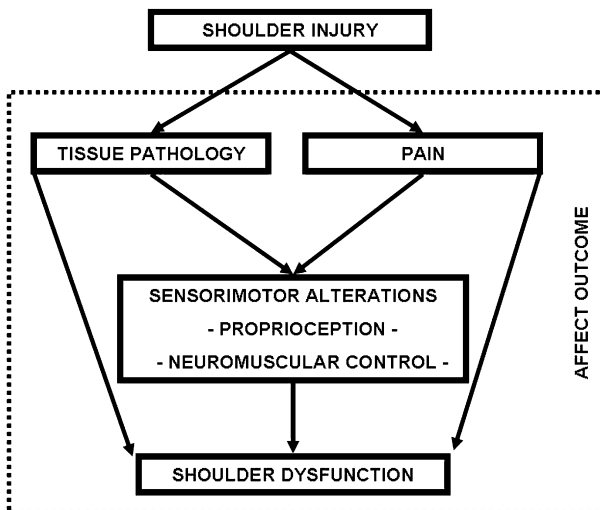 SHOULDER INJURY
TISSUE PATHOLOGY
PAIN
SENSORIMOTOR ALTERATIONS
- PROPRIOCEPTION -
- NEUROMUSCULAR CONTROL -
SHOULDER DYSFUNCTION
AFFECT OUTCOME